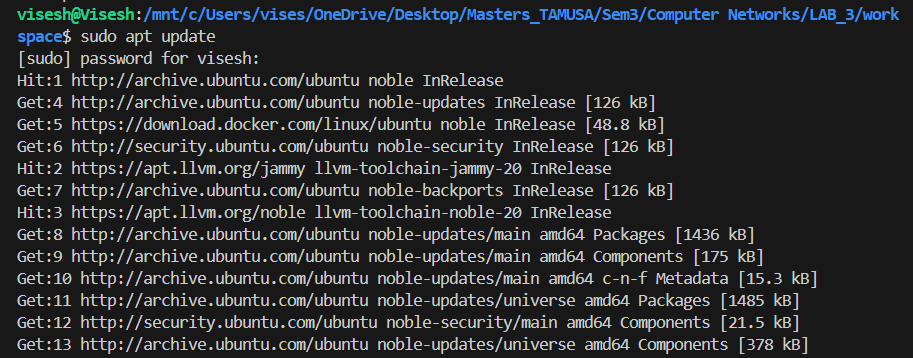 visesh@Visesh:/mnt/c/Users/vises/OneDrive/Desktop/Masters_TAMUSA/Sem3/Computer Networks/LAB_3/work
space$ sudo apt update
[sudo] password for visesh:
Hit:1 http://archive.ubuntu.com/ubuntu noble InRelease
Get:4 http://archive.ubuntu.com/ubuntu noble-updates InRelease [126 kB]
Get:5 https://download.docker.com/linux/ubuntu noble InRelease [48.8 kB]
Get:6 http://security.ubuntu.com/ubuntu noble-security InRelease [126 kB]
Hit:2 https://apt.llvm.org/jammy llvm-toolchain-jammy-20 InRelease
Get:7 http://archive.ubuntu.com/ubuntu noble-backports InRelease [126 kB]
Hit:3 https://apt.llvm.org/noble llvm-toolchain-noble-20 InRelease
Get:8 http://archive.ubuntu.com/ubuntu noble-updates/main amd64 Packages [1436 kB]
Get:9 http://archive.ubuntu.com/ubuntu noble-updates/main amd64 Components [175 kB]
Get:10 http://archive.ubuntu.com/ubuntu noble-updates/main amd64 c-n-f Metadata [15.3 kB]
Get:11 http://archive.ubuntu.com/ubuntu noble-updates/universe amd64 Packages [1485 kB]
Get:12 http://security.ubuntu.com/ubuntu noble-security/main amd64 Components [21.5 kB]
Get:13 http://archive.ubuntu.com/ubuntu noble-updates/universe amd64 Components [378 kB]